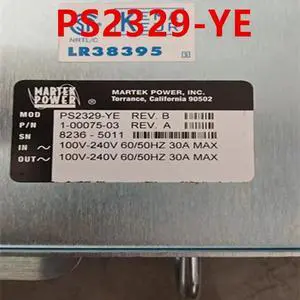 PS2329-YE
NRTL/C
LR38395
MARTEK POWER
MARTEK POWER, INC.
Torrance, California 90502
MOD PS2329-YE REV. B
P/N 1-00075-03 REV. A
SN 8236 - 5011
IN 100V-240V 60/50HZ 30A MAX
OUT 100V-240V 60/50HZ 30A MAX